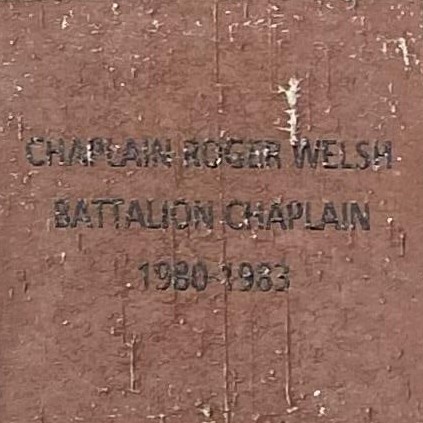 CHAPLAIN ROGER WELSH
BATTALION CHAPLAIN
1980-1983